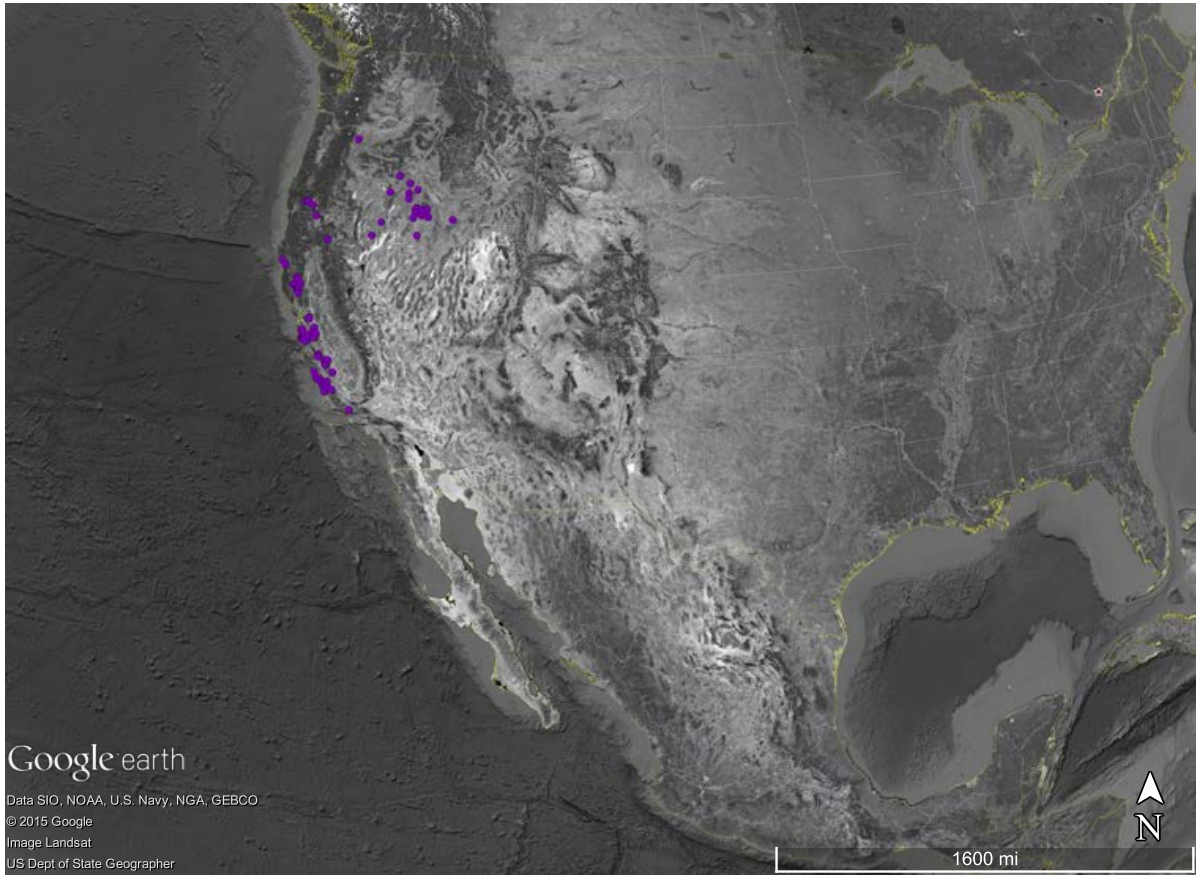 Google earth
Data SIO, NOAA, U.S. Navy, NGA, GEBCO
© 2015 Google
Image Landsat
US Dept of State Geographer
N
1600 mi